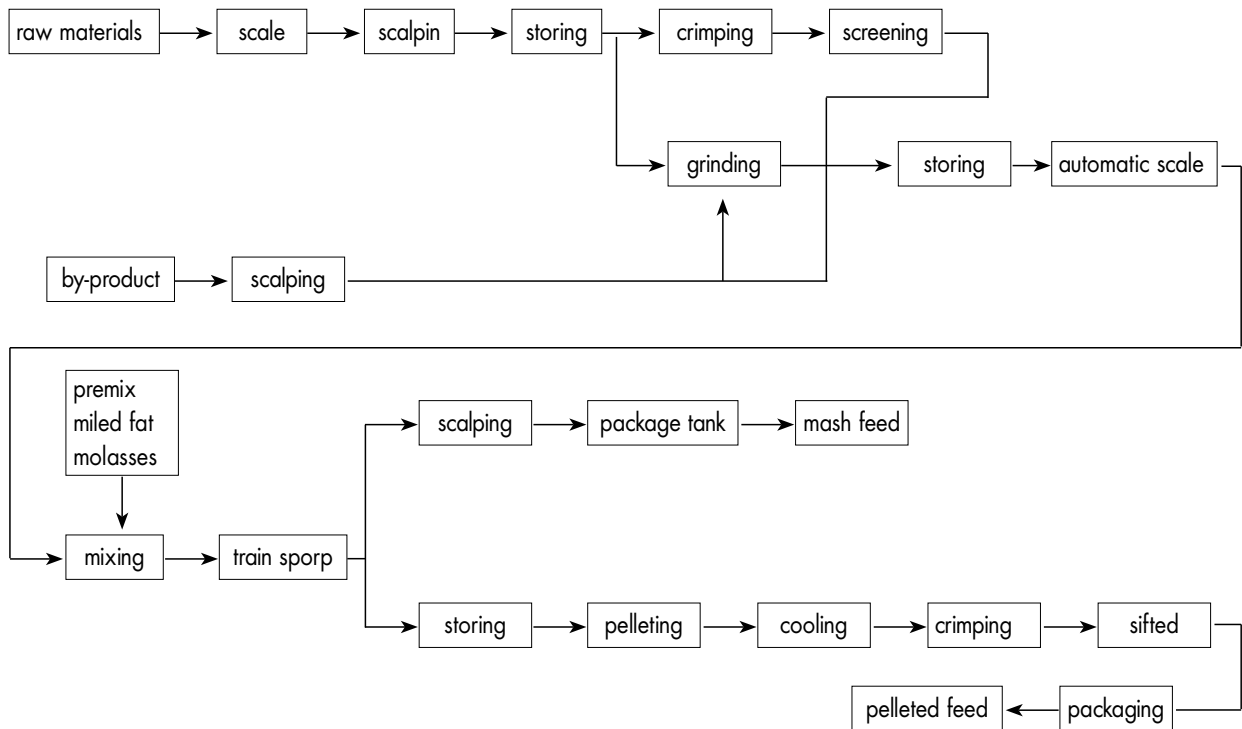 raw materials
scale
scalpin
storing
crimping
screening
grinding
storing
automatic scale
by-product
scalping
premix
miled fat
molasses
scalping
package tank
mash feed
mixing
train sporp
storing
pelleting
cooling
crimping
sifted
pelleted feed
packaging